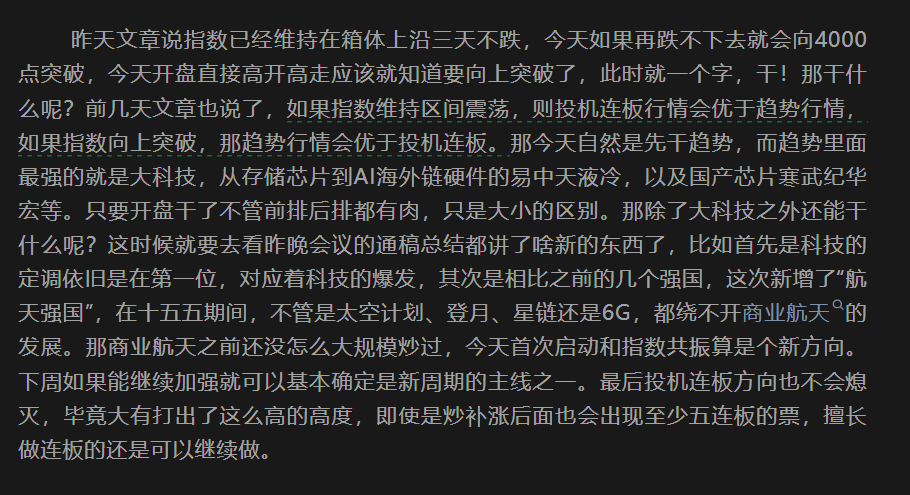 昨天文章说指数已经维持在箱体上沿三天不跌，今天如果再跌不下去就会向4000
点突破，今天开盘直接高开高走应该就知道要向上突破了，此时就一个字，干！那干什
么呢？前几天文章也说了，如果指数维持区间震荡，则投机连板行情会优于趋势行情，
如果指数向上突破，那趋势行情会优于投机连板。那今天自然是先干趋势，而趋势里面
最强的就是大科技，从存储芯片到AI海外链硬件的易中天液冷，以及国产芯片寒武纪华
宏等。只要开盘干了不管前排后排都有肉，只是大小的区别。那除了大科技之外还能干
什么呢？这时候就要去看昨晚会议的通稿总结都讲了啥新的东西了，比如首先是科技的
定调依旧是在第一位，对应着科技的爆发，其次是相比之前的几个强国，这次新增了“航
天强国”，在十五五期间，不管是太空计划、登月、星链还是6G，都绕不开商业航天的
发展。那商业航天之前还没怎么大规模炒过，今天首次启动和指数共振算是个新方向。
下周如果能继续加强就可以基本确定是新周期的主线之一。最后投机连板方向也不会熄
灭，毕竟大有打出了这么高的高度，即使是炒补涨后面也会出现至少五连板的票，擅长
做连板的还是可以继续做。